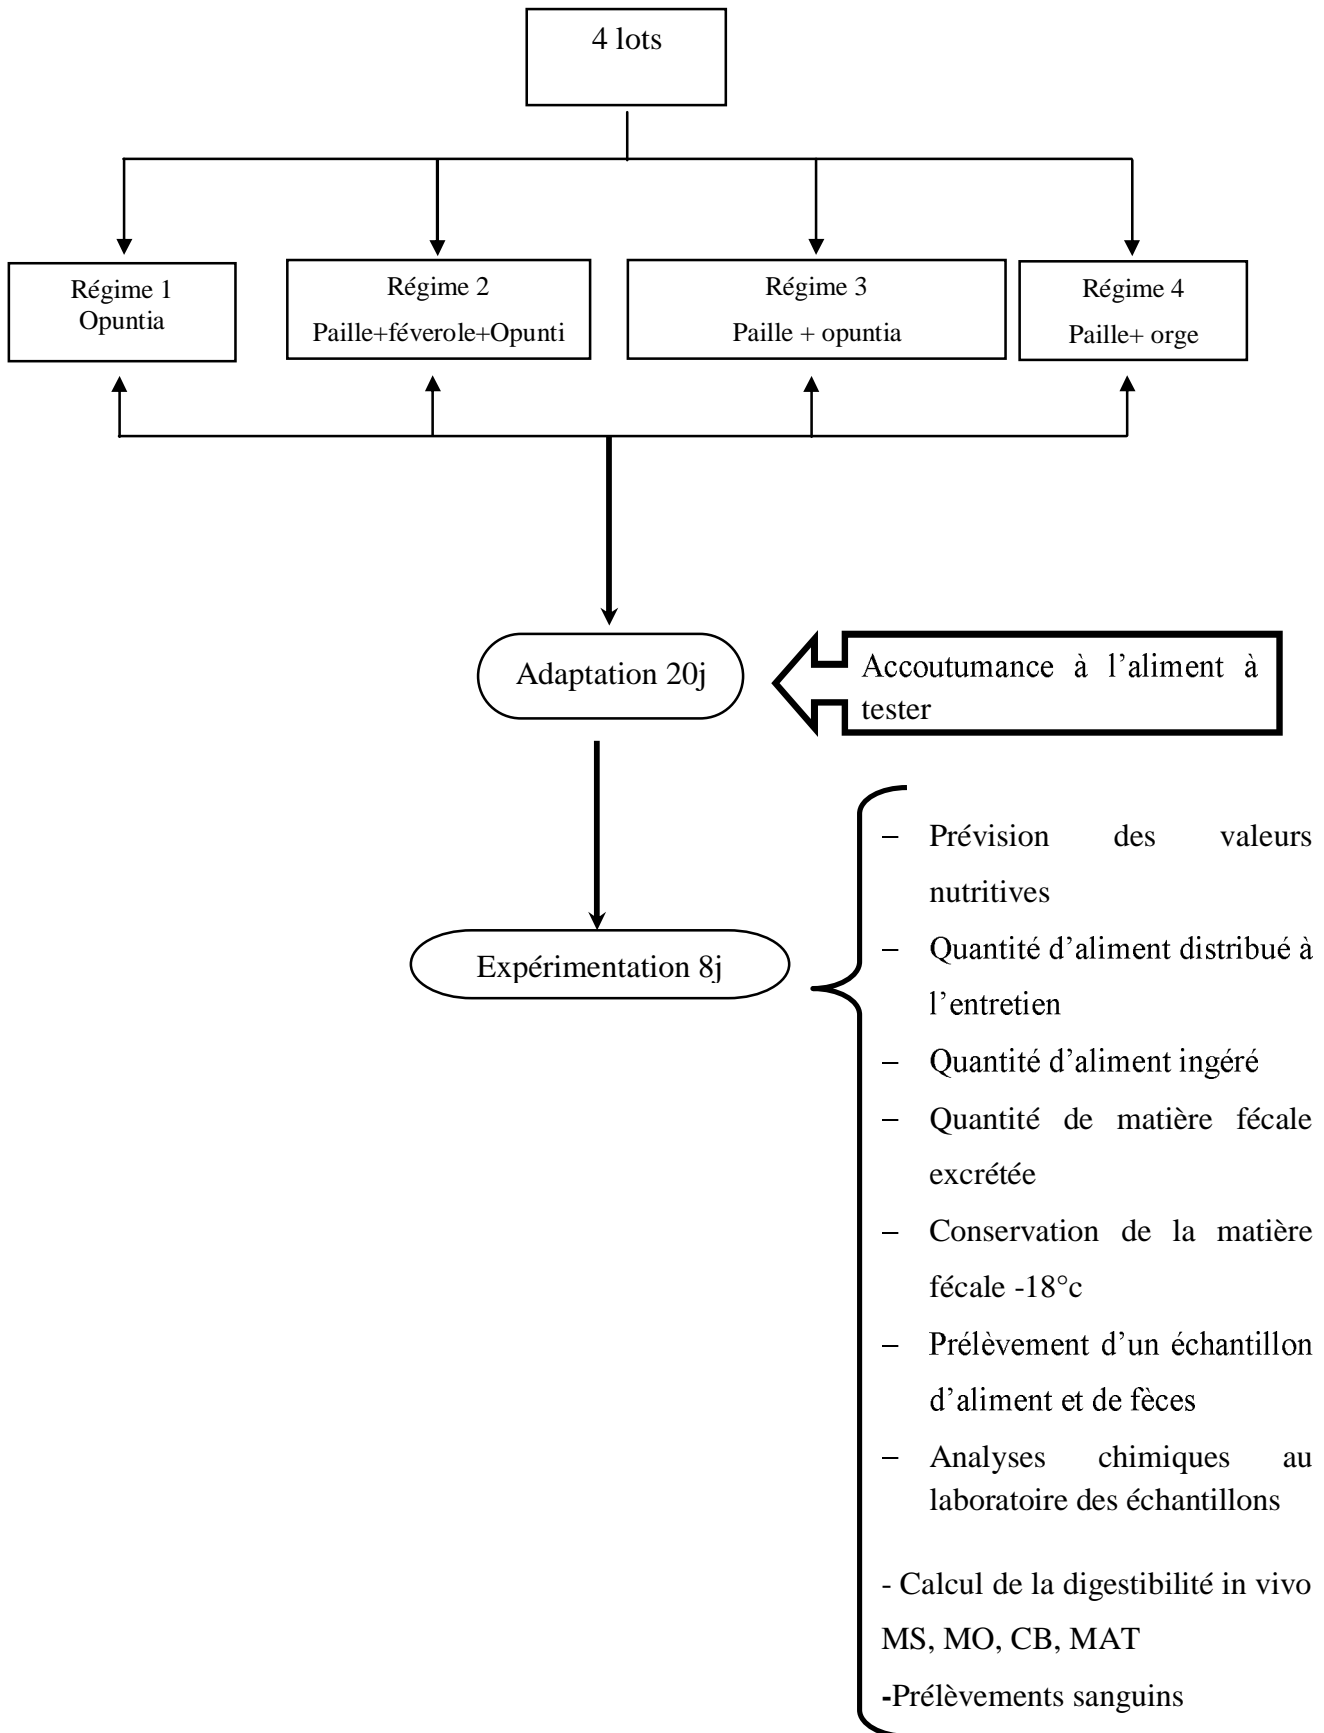 4 lots
Régime 1
Opuntia
Régime 2
Paille+féverole+Opunti
Régime 3
Paille + opuntia
Régime 4
Paille+ orge
Adaptation 20j
Accoutumance à l’aliment à
tester
Expérimentation 8j
– Prévision des valeurs
nutritives
– Quantité d’aliment distribué à
l’entretien
– Quantité d’aliment ingéré
– Quantité de matière fécale
excrétée
– Conservation de la matière
fécale -18°c
– Prélèvement d’un échantillon
d’aliment et de fèces
– Analyses chimiques au
laboratoire des échantillons
- Calcul de la digestibilité in vivo
MS, MO, CB, MAT
-Prélèvements sanguins